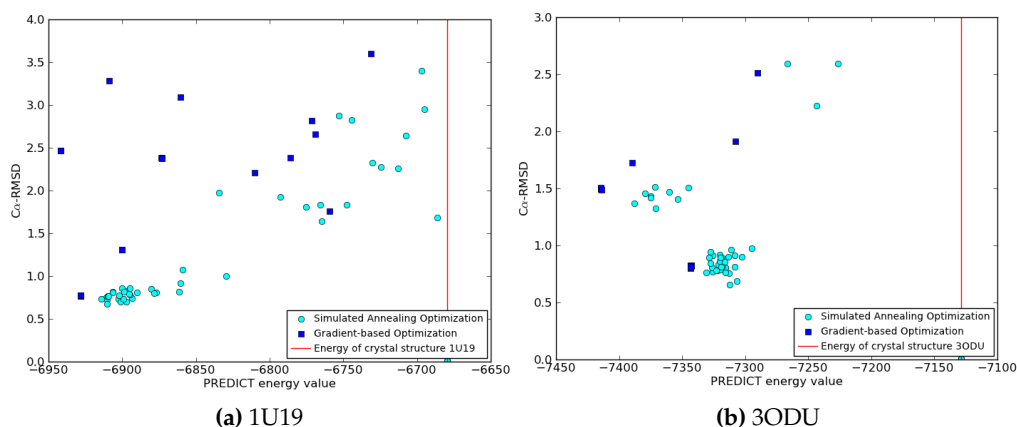 4.0
3.5
3.0
2.5
2.0
1.5
1.0
0.5
0.0
Cα-RMSD
−6950 −6900 −6850 −6800 −6750 −6700 −6650
PREDICT energy value
Simulated Annealing Optimization
Gradient-based Optimization
Energy of crystal structure 1U19
(a) 1U19
3.0
2.5
2.0
1.5
1.0
0.5
0.0
Cα-RMSD
−7450 −7400 −7350 −7300 −7250 −7200 −7150 −7100
PREDICT energy value
Simulated Annealing Optimization
Gradient-based Optimization
Energy of crystal structure 3ODU
(b) 3ODU